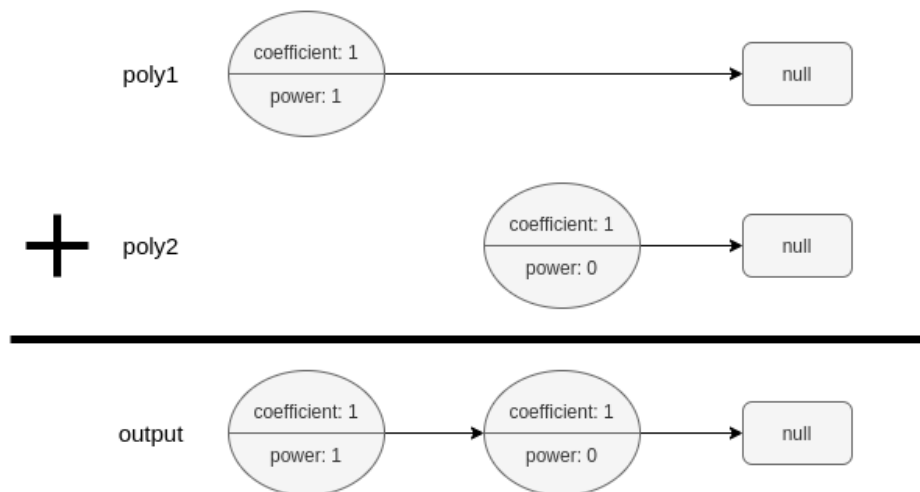 poly1
coefficient: 1
power: 1
null
poly2
coefficient: 1
power: 0
null
output
coefficient: 1
power: 1
coefficient: 1
power: 0
null